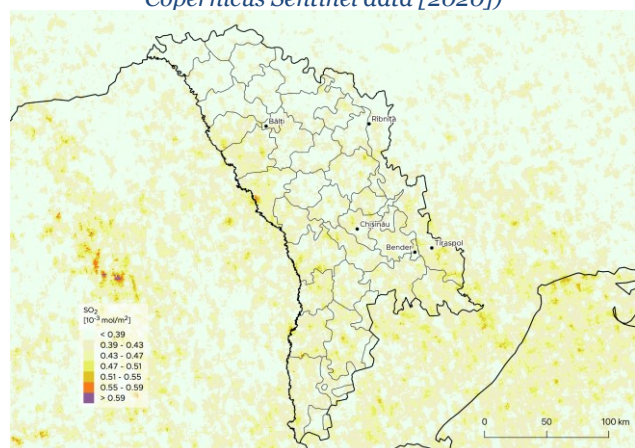 Copernicus Sentinel data [2020])
Bălți
Rîbnița
Chișinău
Bender
Tiraspol
SO₂
[10⁻³ mol/m²]
< 0.39
0.39 - 0.43
0.43 - 0.47
0.47 - 0.51
0.51 - 0.55
0.55 - 0.59
> 0.59
0 50 100 km